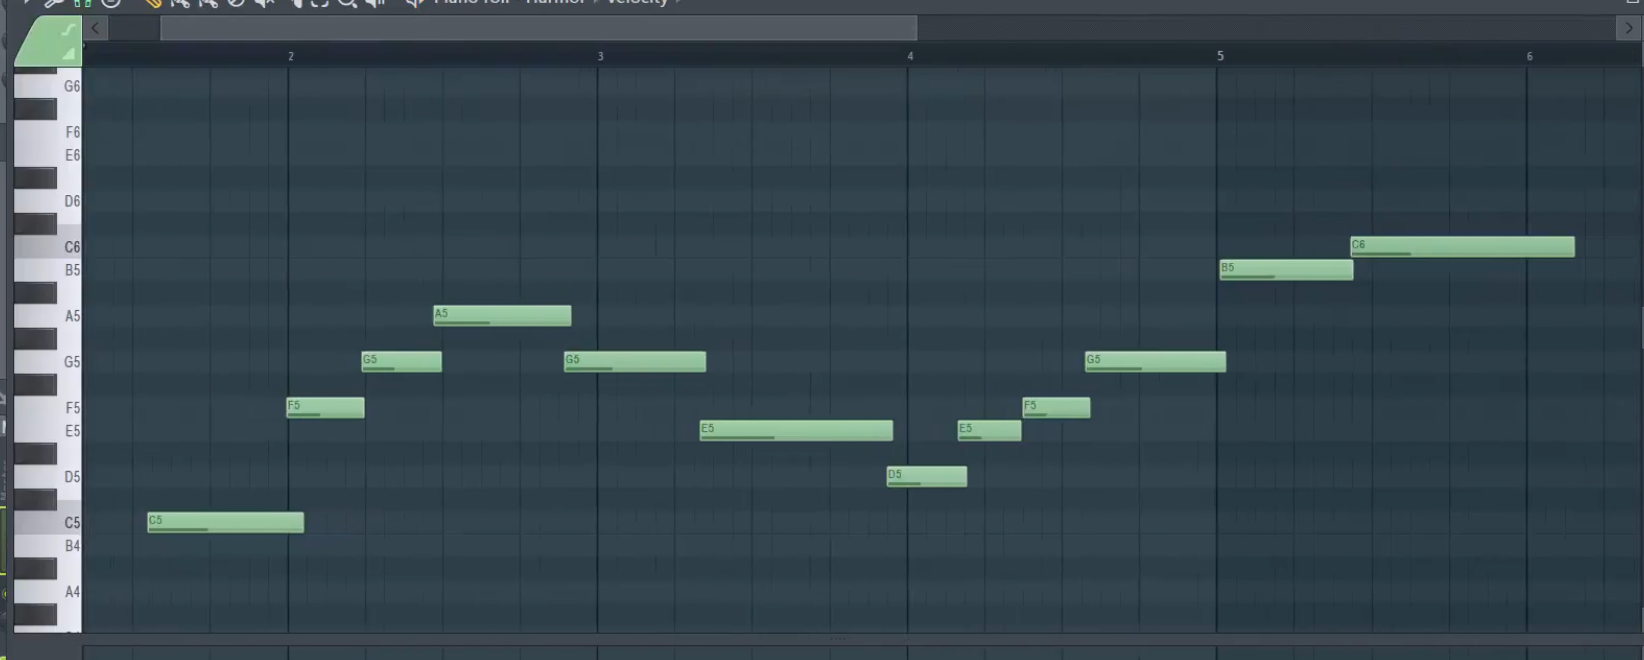 Piano roll - Harmor ▸ Velocity ▸
2 3 4 5 6
G6
F6
E6
D6
C6 C6
B5 B5
A5 A5
G5 G5 G5 G5
F5 F5 F5
E5 E5 E5
D5 D5
C5 C5
B4
A4